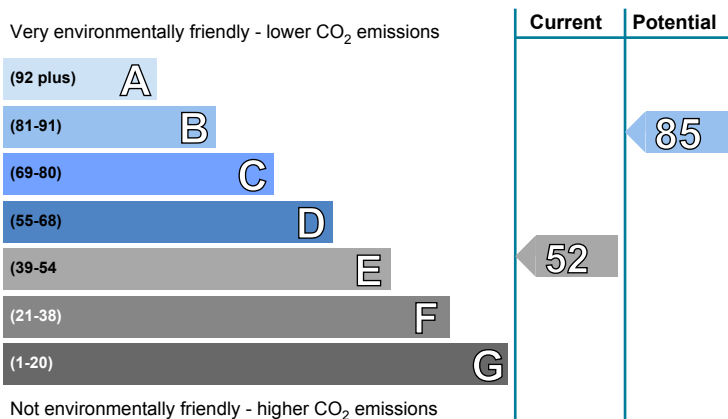 Very environmentally friendly - lower CO2 emissions
Current
Potential
(92 plus) A
(81-91) B
85
(69-80) C
(55-68) D
(39-54 E
52
(21-38) F
(1-20) G
Not environmentally friendly - higher CO2 emissions